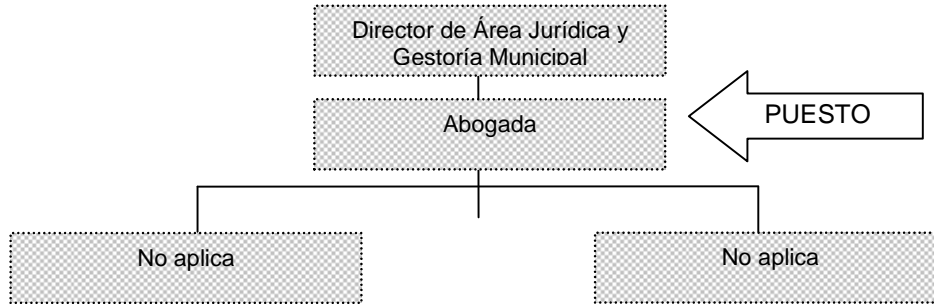 Director de Área Jurídica y
Gestoría Municipal
Abogada
PUESTO
No aplica
No aplica